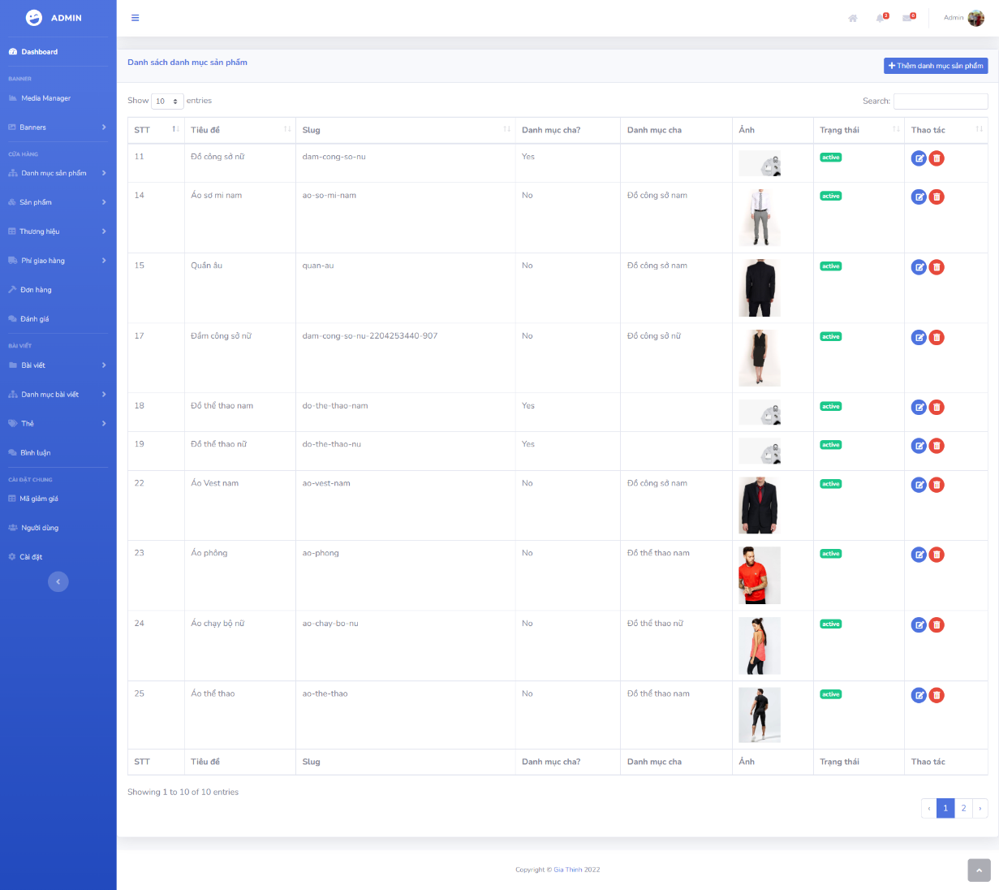 ADMIN
Dashboard
BANNER
Media Manager
Banners
CỬA HÀNG
Danh mục sản phẩm
Sản phẩm
Thương hiệu
Phí giao hàng
Đơn hàng
Đánh giá
BÀI VIẾT
Bài viết
Danh mục bài viết
Thẻ
Bình luận
CÀI ĐẶT CHUNG
Mã giảm giá
Người dùng
Cài đặt
2 0 Admin
Danh sách danh mục sản phẩm
Thêm danh mục sản phẩm
Show 10 entries Search:
STT Tiêu đề Slug Danh mục cha? Danh mục cha Ảnh Trạng thái Thao tác
11 Đồ công sở nữ dam-cong-so-nu Yes active
14 Áo sơ mi nam ao-so-mi-nam No Đồ công sở nam active
15 Quần âu quan-au No Đồ công sở nam active
17 Đầm công sở nữ dam-cong-so-nu-2204253440-907 No Đồ công sở nữ active
18 Đồ thể thao nam do-the-thao-nam Yes active
19 Đồ thể thao nữ do-the-thao-nu Yes active
22 Áo Vest nam ao-vest-nam No Đồ công sở nam active
23 Áo phông ao-phong No Đồ thể thao nam active
24 Áo chạy bộ nữ ao-chay-bo-nu No Đồ thể thao nữ active
25 Áo thể thao ao-the-thao No Đồ thể thao nam active
STT Tiêu đề Slug Danh mục cha? Danh mục cha Ảnh Trạng thái Thao tác
Showing 1 to 10 of 10 entries
‹ 1 2 ›
Copyright © Gia Thinh 2022